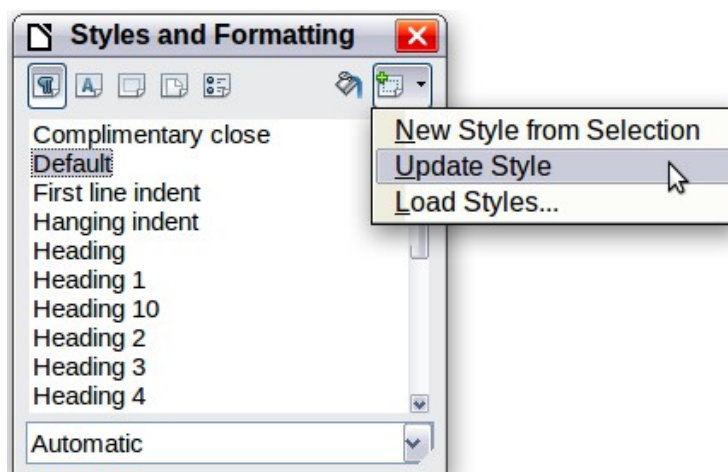 Styles and Formatting
New Style from Selection
Update Style
Load Styles...
Complimentary close
Default
First line indent
Hanging indent
Heading
Heading 1
Heading 10
Heading 2
Heading 3
Heading 4
Automatic